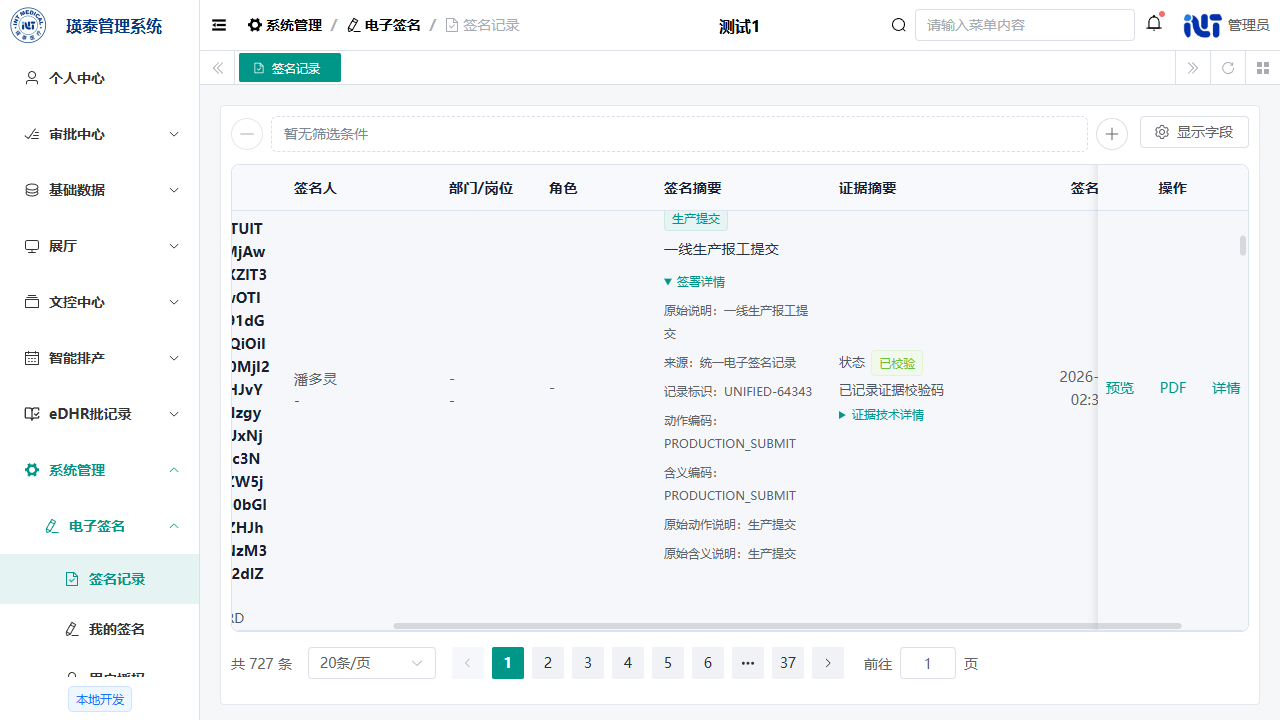 瑛泰管理系统
系统管理 / 电子签名 / 签名记录
测试1
请输入菜单内容
管理员
个人中心
审批中心
基础数据
展厅
文控中心
智能排产
eDHR批记录
系统管理
电子签名
签名记录
我的签名
本地开发
签名记录
暂无筛选条件
显示字段
签名人 部门/岗位 角色 签名摘要 证据摘要 签名 操作
TUIT
MjAw
KZlT3
vOTI
91dG
QiOiI
0MjI2
HJvY
lzgy
UxNj
c3N
ZW5j
0bGl
ZHJh
NzM3
2dlZ
RD
潘多灵
-
-
-
-
生产提交
一线生产报工提交
签署详情
原始说明：一线生产报工提
交
来源：统一电子签名记录
记录标识：UNIFIED-64343
动作编码：
PRODUCTION_SUBMIT
含义编码：
PRODUCTION_SUBMIT
原始动作说明：生产提交
原始含义说明：生产提交
状态 已校验
已记录证据校验码
证据技术详情
2026-
02:3
预览 PDF 详情
共 727 条
20条/页
1 2 3 4 5 6 ••• 37
前往 1 页